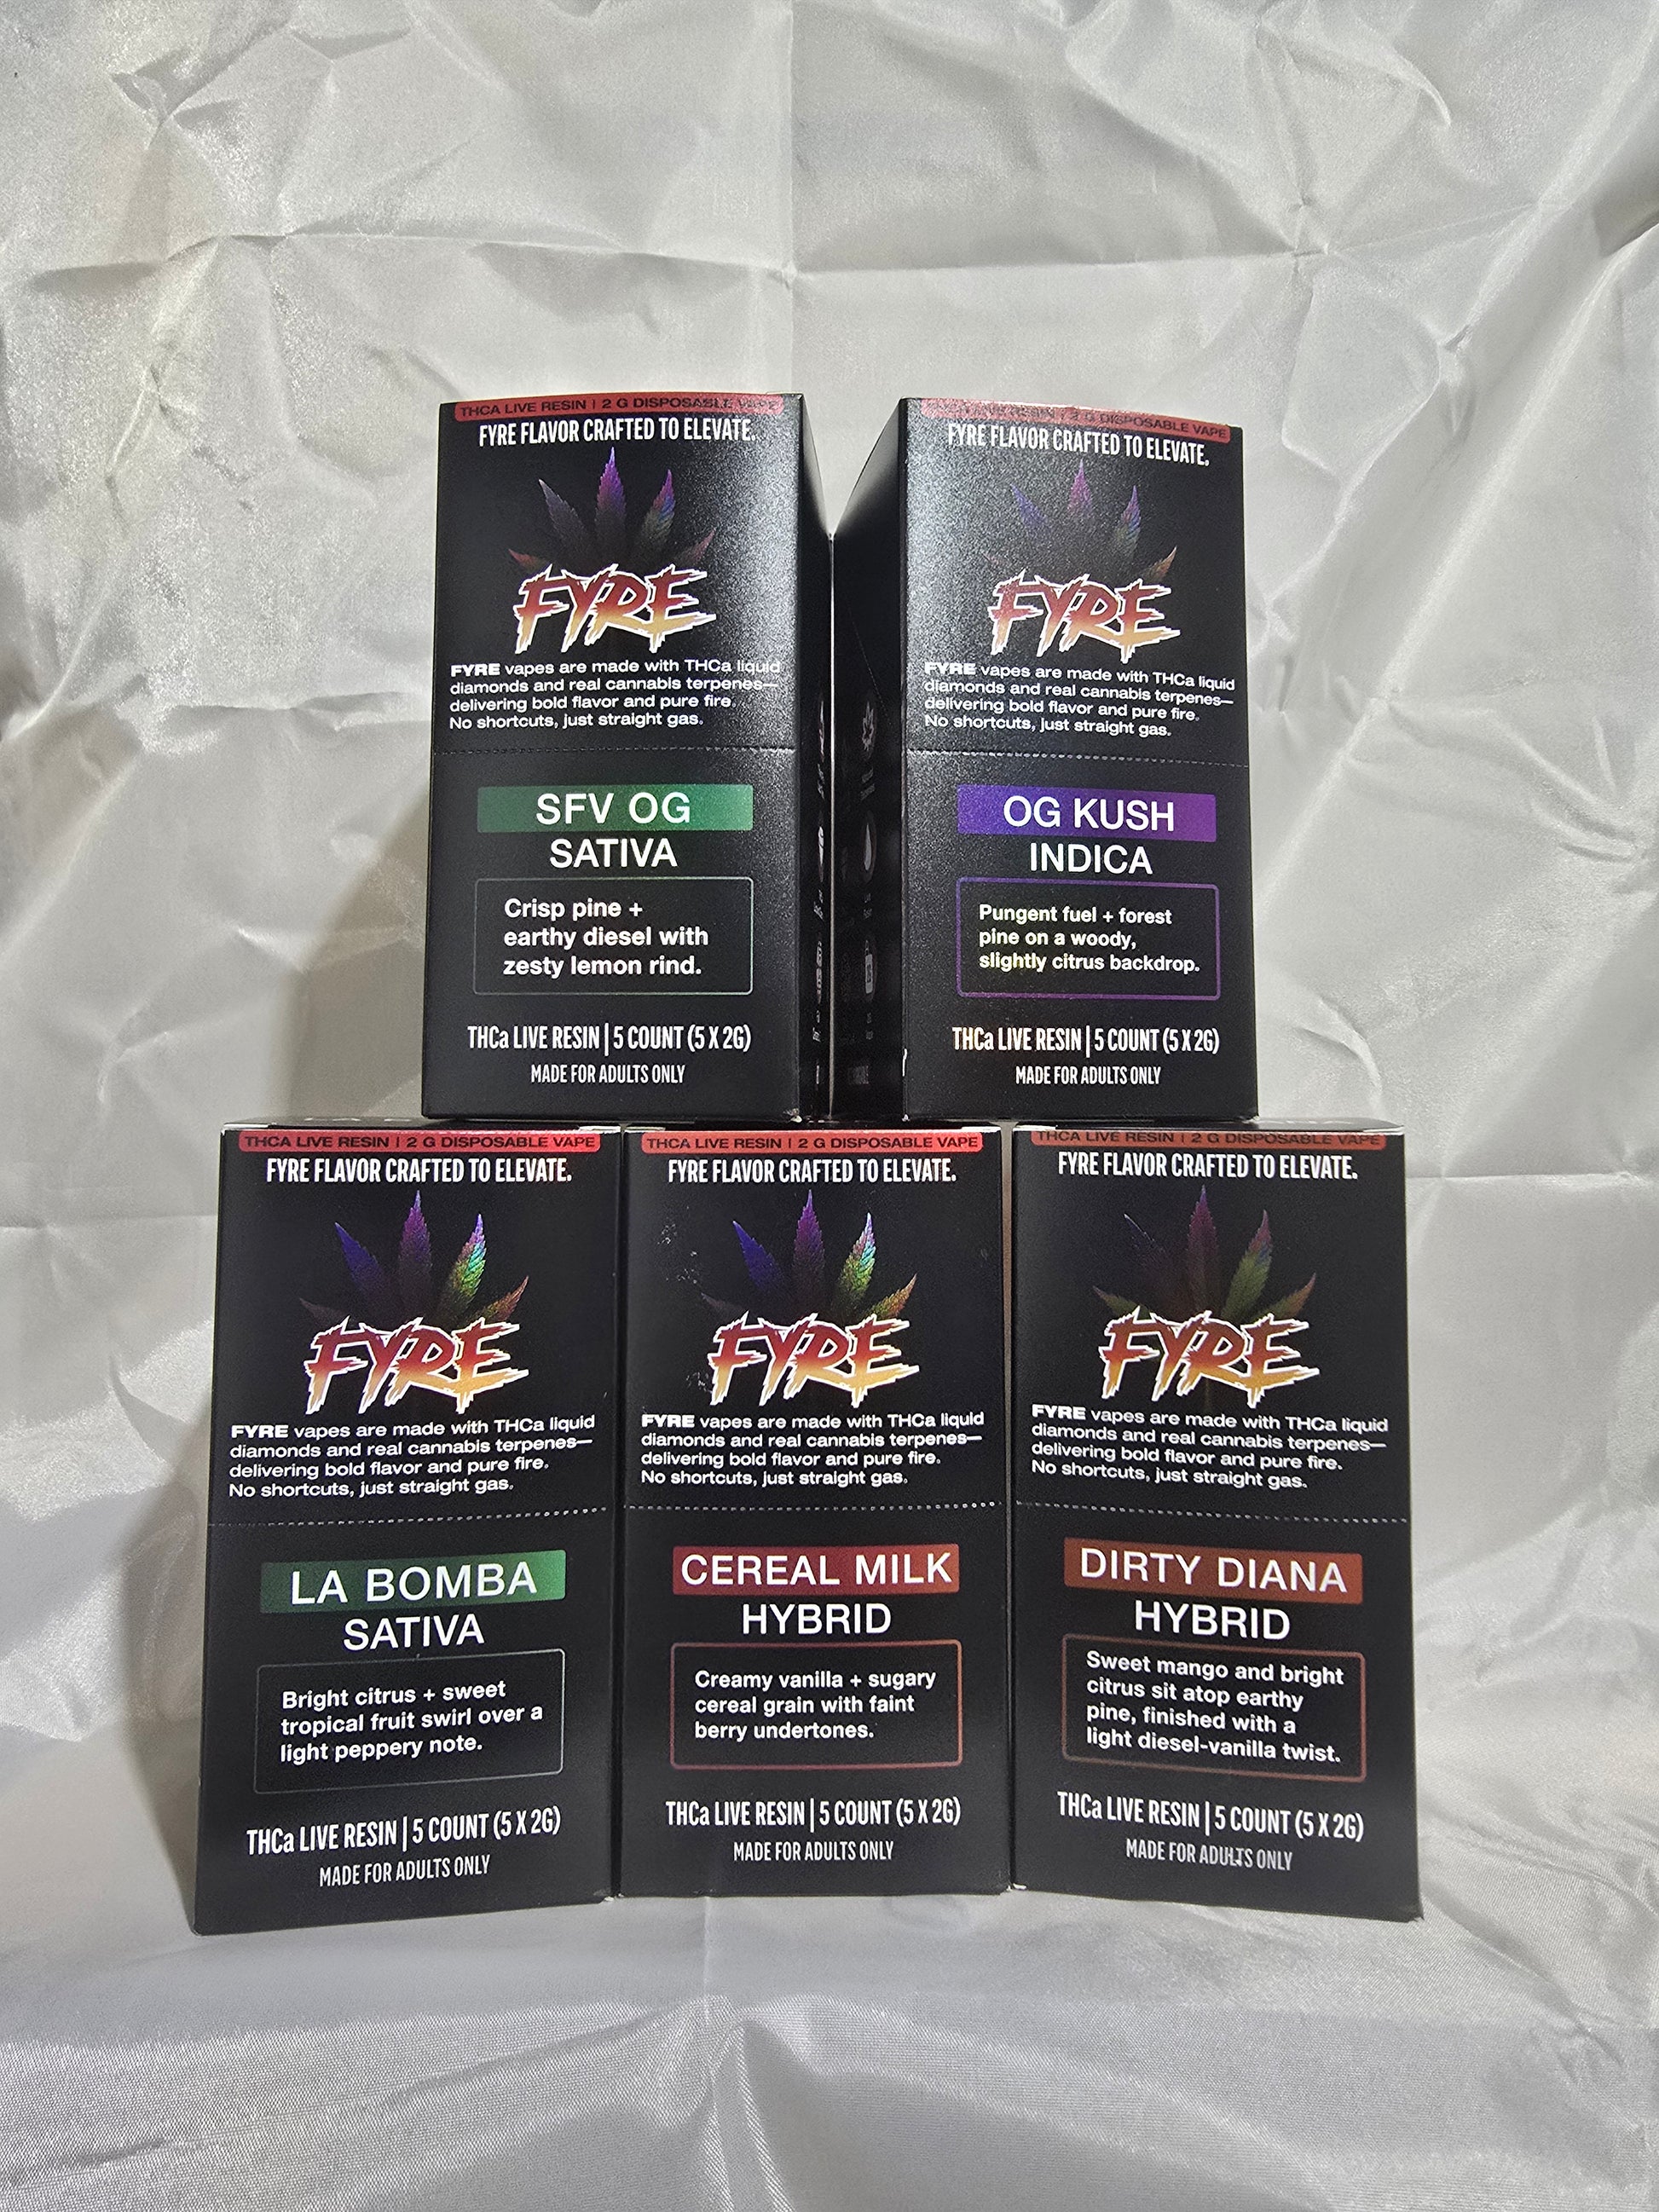 THCA LIVE RESIN | 2 G DISPOSABLE VAPE
FYRE FLAVOR CRAFTED TO ELEVATE.
FYRE
FYRE vapes are made with THCa liquid
diamonds and real cannabis terpenes—
delivering bold flavor and pure fire.
No shortcuts, just straight gas.
SFV OG
SATIVA
Crisp pine +
earthy diesel with
zesty lemon rind.
THCa LIVE RESIN | 5 COUNT (5 X 2G)
MADE FOR ADULTS ONLY
THCA LIVE RESIN | 2 G DISPOSABLE VAPE
FYRE FLAVOR CRAFTED TO ELEVATE.
FYRE
FYRE vapes are made with THCa liquid
diamonds and real cannabis terpenes—
delivering bold flavor and pure fire.
No shortcuts, just straight gas.
OG KUSH
INDICA
Pungent fuel + forest
pine on a woody,
slightly citrus backdrop.
THCa LIVE RESIN | 5 COUNT (5 X 2G)
MADE FOR ADULTS ONLY
THCA LIVE RESIN | 2 G DISPOSABLE VAPE
FYRE FLAVOR CRAFTED TO ELEVATE.
FYRE
FYRE vapes are made with THCa liquid
diamonds and real cannabis terpenes—
delivering bold flavor and pure fire.
No shortcuts, just straight gas.
LA BOMBA
SATIVA
Bright citrus + sweet
tropical fruit swirl over a
light peppery note.
THCa LIVE RESIN | 5 COUNT (5 X 2G)
MADE FOR ADULTS ONLY
THCA LIVE RESIN | 2 G DISPOSABLE VAPE
FYRE FLAVOR CRAFTED TO ELEVATE.
FYRE
FYRE vapes are made with THCa liquid
diamonds and real cannabis terpenes—
delivering bold flavor and pure fire.
No shortcuts, just straight gas.
CEREAL MILK
HYBRID
Creamy vanilla + sugary
cereal grain with faint
berry undertones.
THCa LIVE RESIN | 5 COUNT (5 X 2G)
MADE FOR ADULTS ONLY
THCA LIVE RESIN | 2 G DISPOSABLE VAPE
FYRE FLAVOR CRAFTED TO ELEVATE.
FYRE
FYRE vapes are made with THCa liquid
diamonds and real cannabis terpenes—
delivering bold flavor and pure fire.
No shortcuts, just straight gas.
DIRTY DIANA
HYBRID
Sweet mango and bright
citrus sit atop earthy
pine, finished with a
light diesel-vanilla twist.
THCa LIVE RESIN | 5 COUNT (5 X 2G)
MADE FOR ADULTS ONLY